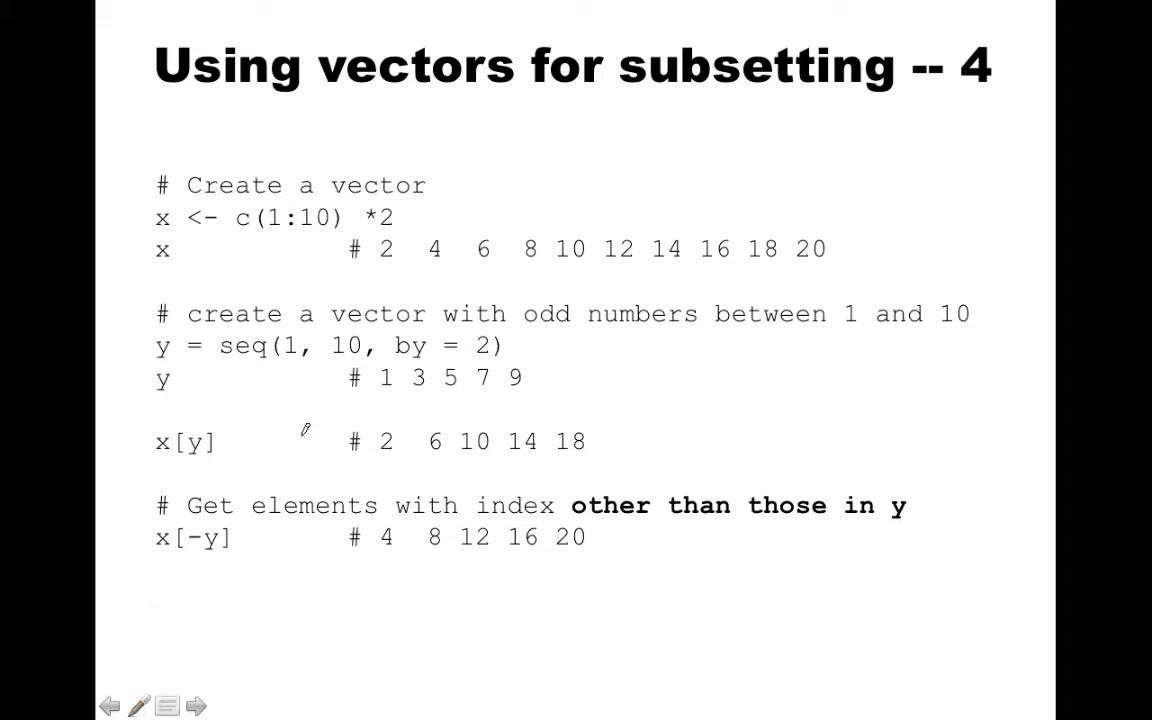 Using vectors for subsetting -- 4
# Create a vector
x <- c(1:10) *2
x # 2 4 6 8 10 12 14 16 18 20
# create a vector with odd numbers between 1 and 10
y = seq(1, 10, by = 2)
y # 1 3 5 7 9
x[y] # 2 6 10 14 18
# Get elements with index other than those in y
x[-y] # 4 8 12 16 20